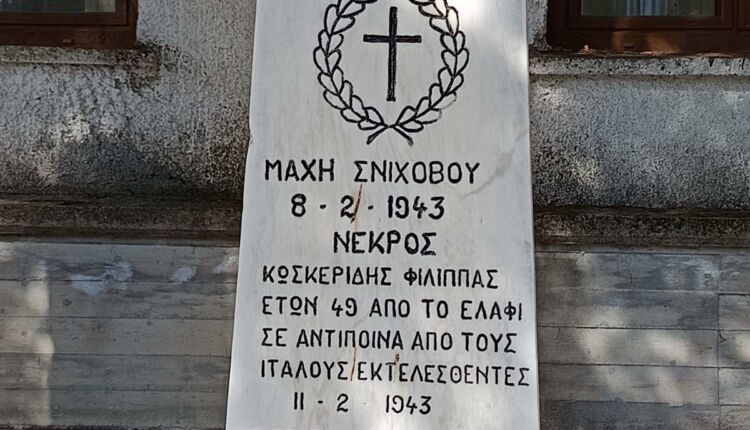 ΜΑΧΗ ΣΝΙΧΟΒΟΥ
8 - 2 - 1943
ΝΕΚΡΟΣ
ΚΩΣΚΕΡΙΔΗΣ ΦΙΛΙΠΠΑΣ
ΕΤΩΝ 49 ΑΠΟ ΤΟ ΕΛΑΦΙ
ΣΕ ΑΝΤΙΠΟΙΝΑ ΑΠΟ ΤΟΥΣ
ΙΤΑΛΟΥΣ ΕΚΤΕΛΕΣΘΕΝΤΕΣ
11 - 2 1943